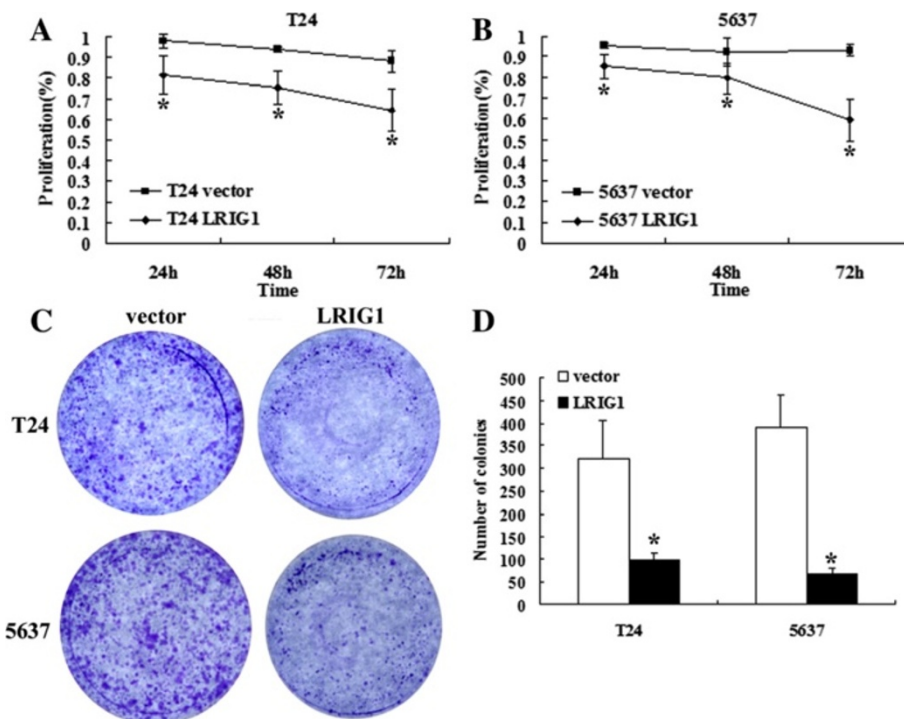 A
T24
Proliferation(%)
1
0.9
0.8
0.7
0.6
0.5
0.4
0.3
0.2
0.1
0
*
*
*
T24 vector
T24 LRIG1
24h
48h
72h
Time
B
5637
Proliferation(%)
1
0.9
0.8
0.7
0.6
0.5
0.4
0.3
0.2
0.1
0
*
*
*
5637 vector
5637 LRIG1
24h
48h
72h
Time
C
vector
LRIG1
T24
5637
D
vector
LRIG1
Number of colonies
500
450
400
350
300
250
200
150
100
50
0
*
*
T24
5637